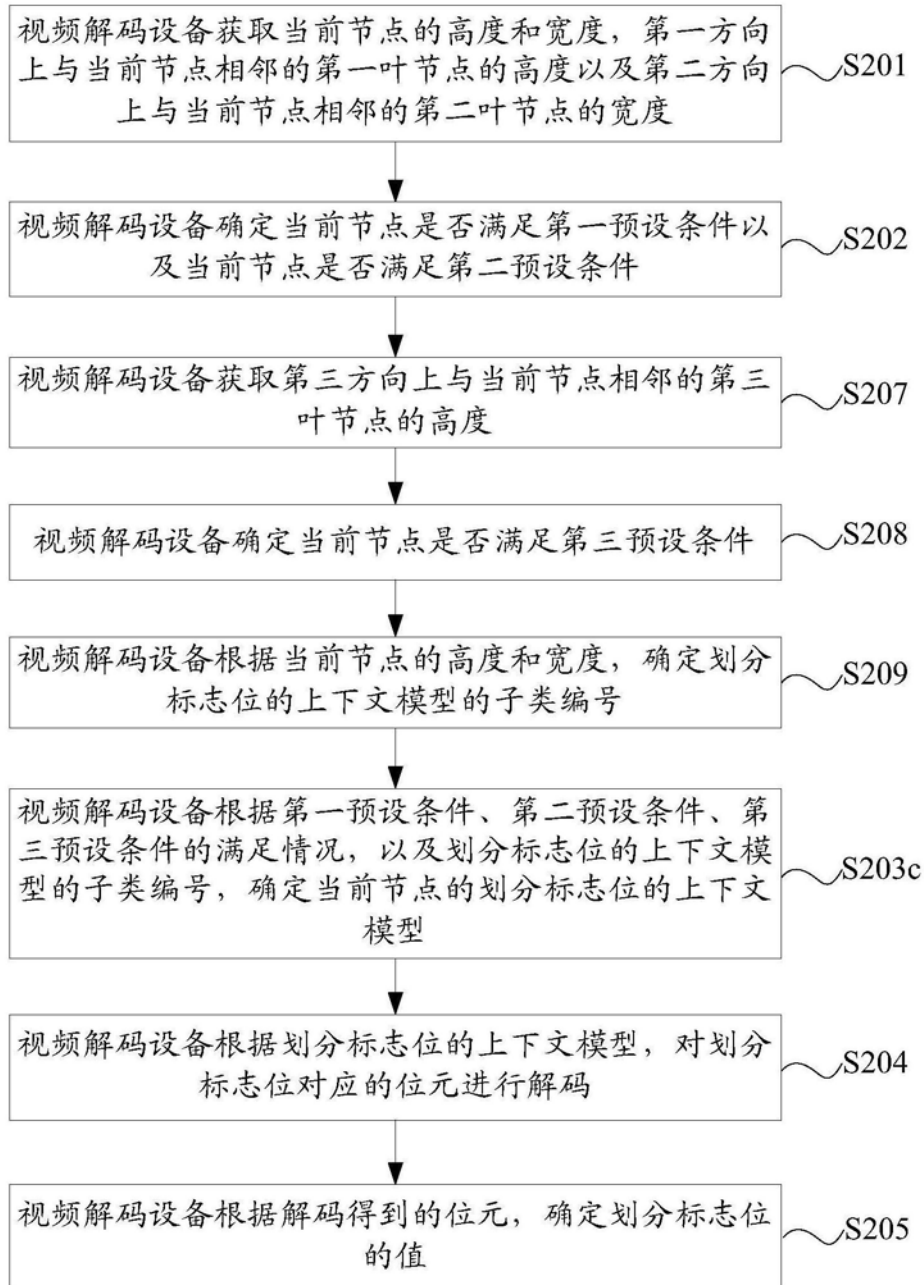 视频解码设备获取当前节点的高度和宽度，第一方向
上与当前节点相邻的第一叶节点的高度以及第二方向
上与当前节点相邻的第二叶节点的宽度
S201
视频解码设备确定当前节点是否满足第一预设条件以
及当前节点是否满足第二预设条件
S202
视频解码设备获取第三方向上与当前节点相邻的第三
叶节点的高度
S207
视频解码设备确定当前节点是否满足第三预设条件
S208
视频解码设备根据当前节点的高度和宽度，确定划分
标志位的上下文模型的子类编号
S209
视频解码设备根据第一预设条件、第二预设条件、第
三预设条件的满足情况，以及划分标志位的上下文模
型的子类编号，确定当前节点的划分标志位的上下文
模型
S203c
视频解码设备根据划分标志位的上下文模型，对划分
标志位对应的位元进行解码
S204
视频解码设备根据解码得到的位元，确定划分标志位
的值
S205